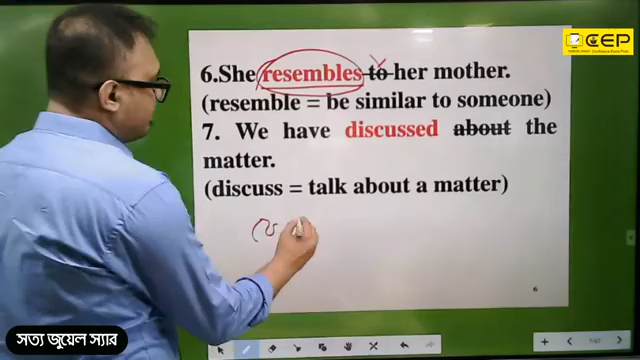 CEP
6.She resembles to her mother.
(resemble = be similar to someone)
7. We have discussed about the
matter.
(discuss = talk about a matter)
6
সত্য জুয়েল স্যার